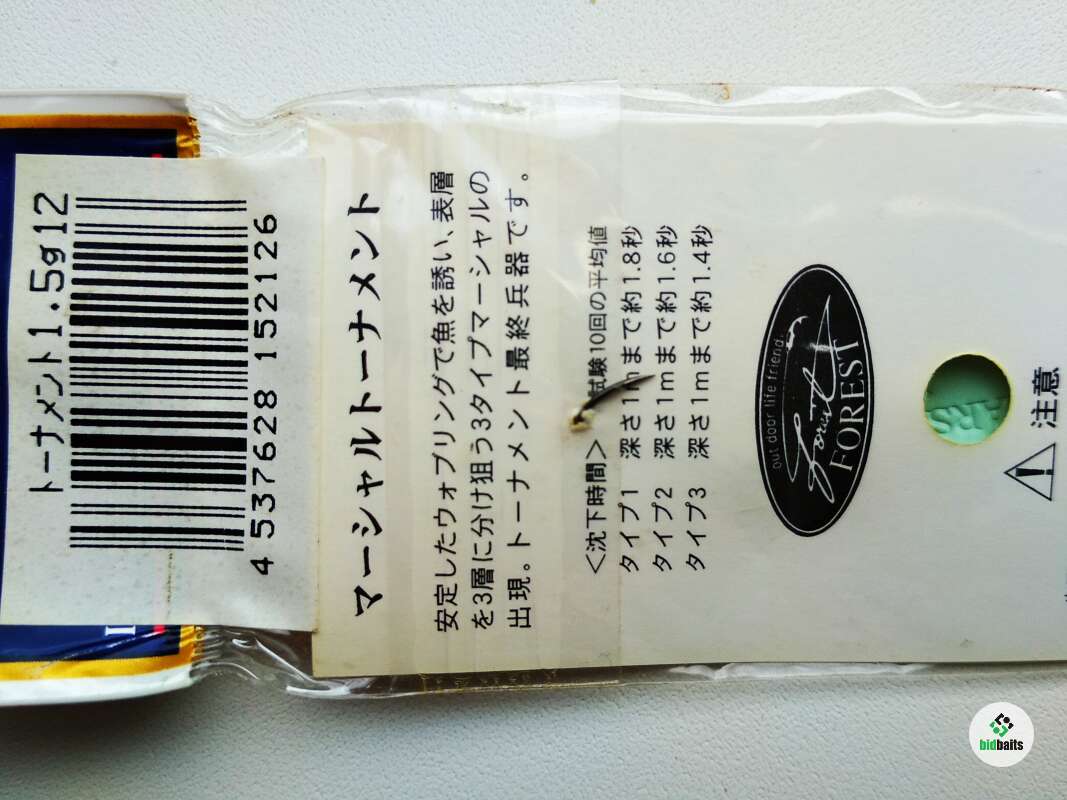 トーナメント1.5g12
4 537628 152126
マーシャルトーナメント
安定したウォブリングで魚を誘い、表層
を3層に分け狙う3タイプマーシャルの
出現。トーナメント最終兵器です。
<沈下時間> 試験10回の平均値
タイプ1 深さ1mまで約1.8秒
タイプ2 深さ1mまで約1.6秒
タイプ3 深さ1mまで約1.4秒
out door life friend.
Forest
FOREST
注意
bidbaits